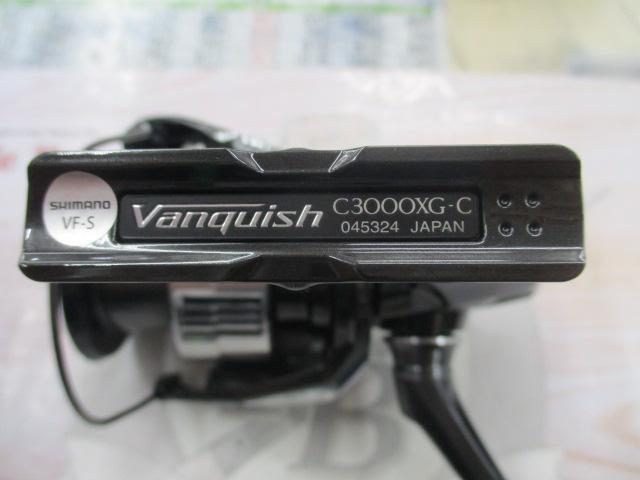 SHIMANO
VF-S
Vanquish
C3000XG-C
045324 JAPAN
B